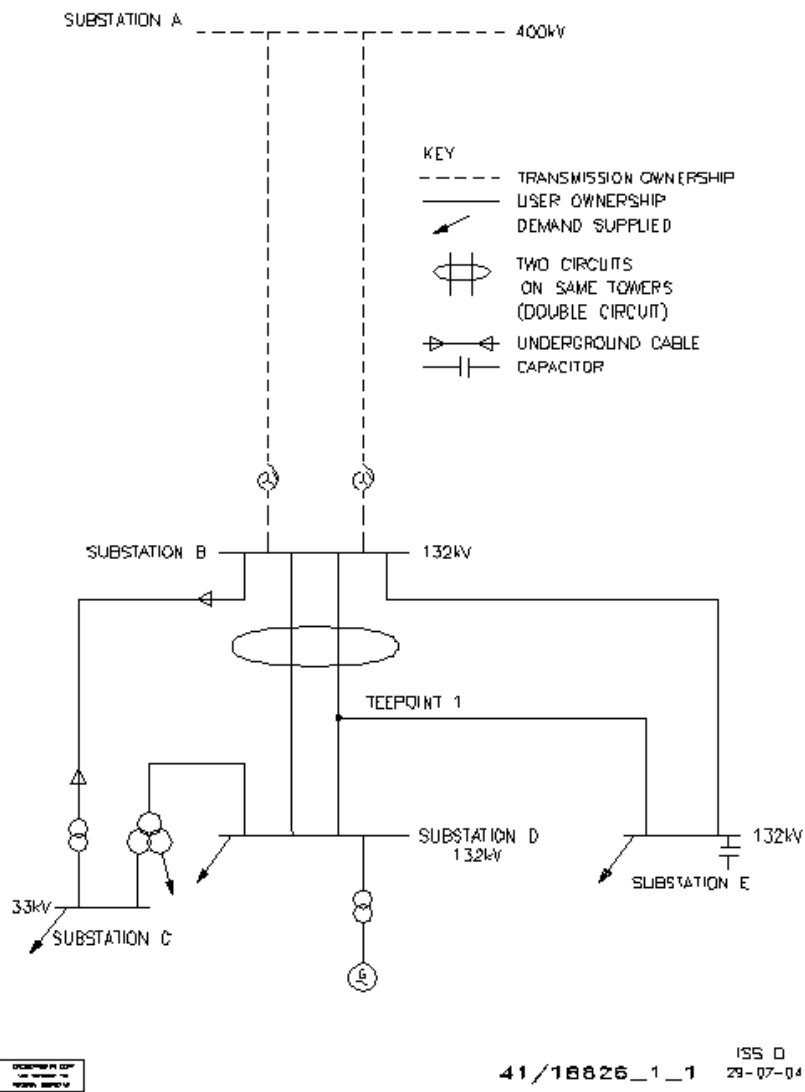 SUBSTATION A
400kV
KEY
TRANSMISSION OWNERSHIP
USER OWNERSHIP
DEMAND SUPPLIED
TWO CIRCUITS
ON SAME TOWERS
(DOUBLE CIRCUIT)
UNDERGROUND CABLE
CAPACITOR
SUBSTATION B
132kV
TEEPOINT 1
SUBSTATION D
132kV
132kV
SUBSTATION E
33kV
SUBSTATION C
G
ISS D
41/18826_1_1
29-07-04